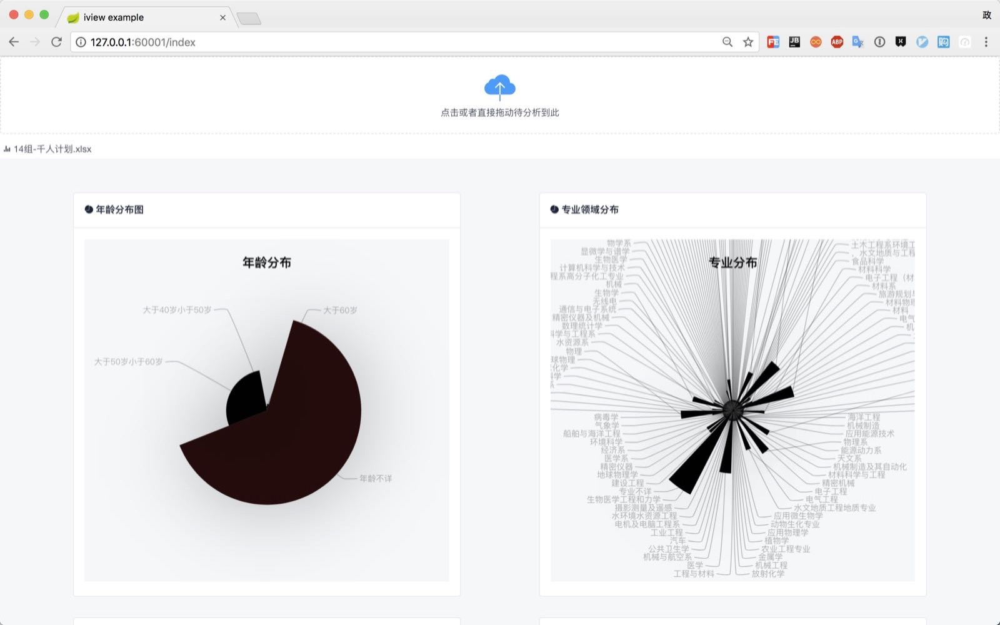 iview example
政
127.0.0.1:60001/index
FE
JB
ABP
点击或者直接拖动待分析到此
14组-千人计划.xlsx
年龄分布图
年龄分布
大于40岁小于50岁
大于60岁
大于50岁小于60岁
年龄不详
专业领域分布
专业分布
物学系
显微学与谱学
生物医学
计算机科学与技术
程系高分子化工专业
机械
生物学
无线电
通信与电子系统
精密仪器及机械
数理统计学
科学与工程系
水资源系
物理
球物理
化学
病毒学
气象学
船舶与海洋工程
环境科学
经济系
医学系
精密仪器
地球物理学
建设工程
专业不详
生物医学工程和力学
摄影测量及遥感
水环境水资源工程
电机及电脑工程系
工业工程
汽车
公共卫生学
机械与航空系
医学
工程与材料
土木工程系环境工
，水文地质与工程
食品科学
材料科学
电子工程（材
材料系
旅游规划
材料物理
材料
电气
机
海洋工程
机械制造
应用能源技术
物理系
能源动力系
天文系
机械制造及其自动化
材料科学与工程
精密机械
电子工程
电气工程
水文地质工程地质专业
应用微生物学
动物生化专业
应用物理学
植物学
农业工程专业
金属学
机械工程
放射化学